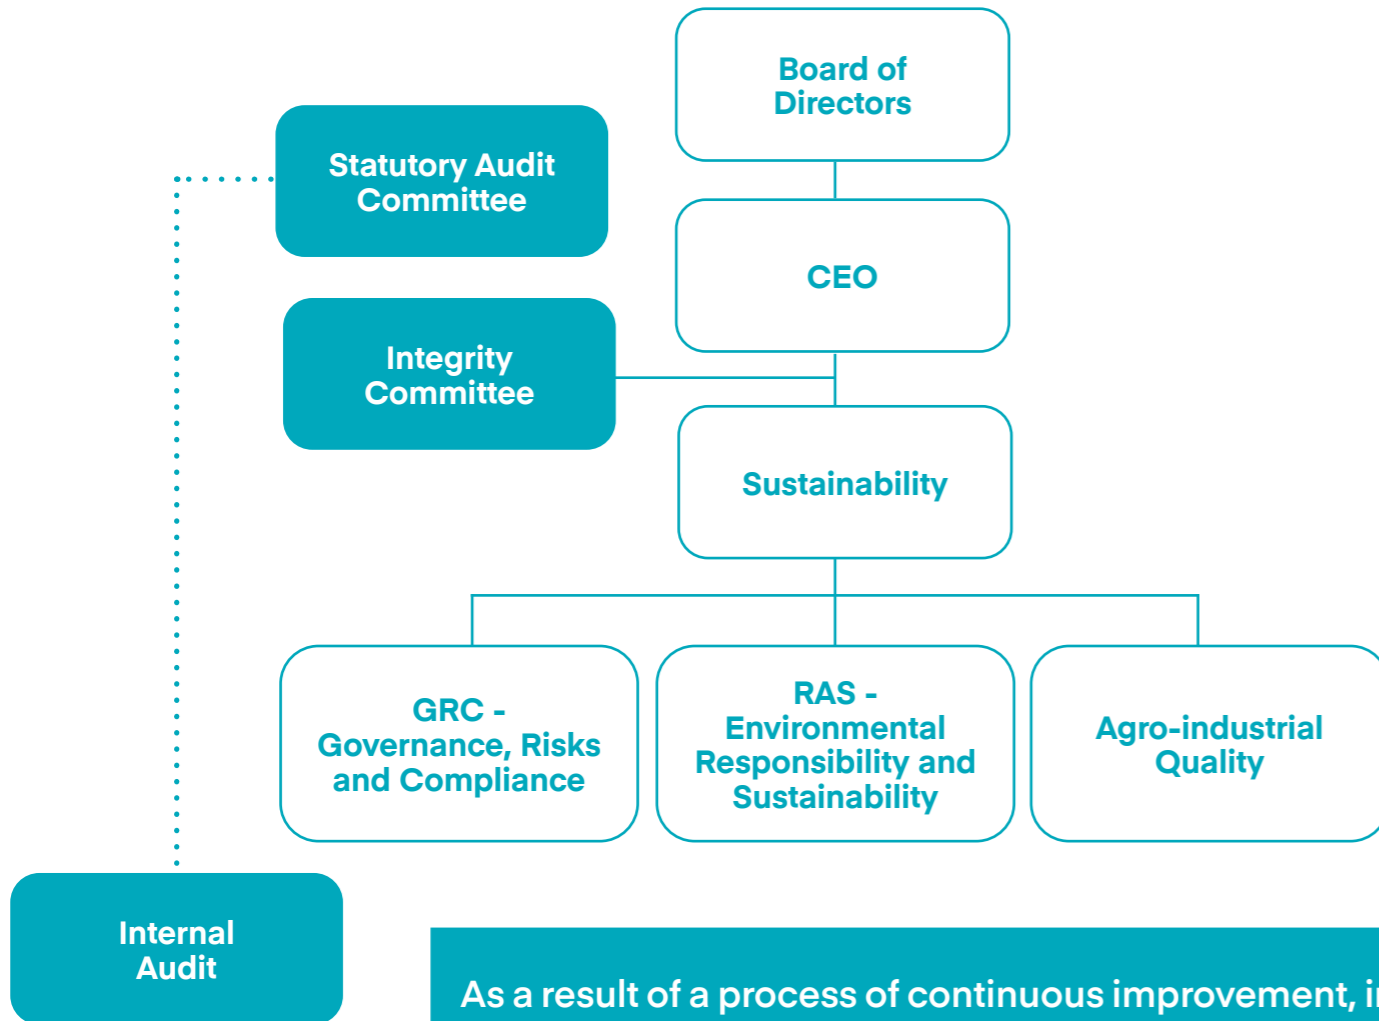 Board of
Directors
Statutory Audit
Committee
CEO
Integrity
Committee
Sustainability
GRC -
Governance, Risks
and Compliance
RAS -
Environmental
Responsibility and
Sustainability
Agro-industrial
Quality
Internal
Audit
As a result of a process of continuous improvement,